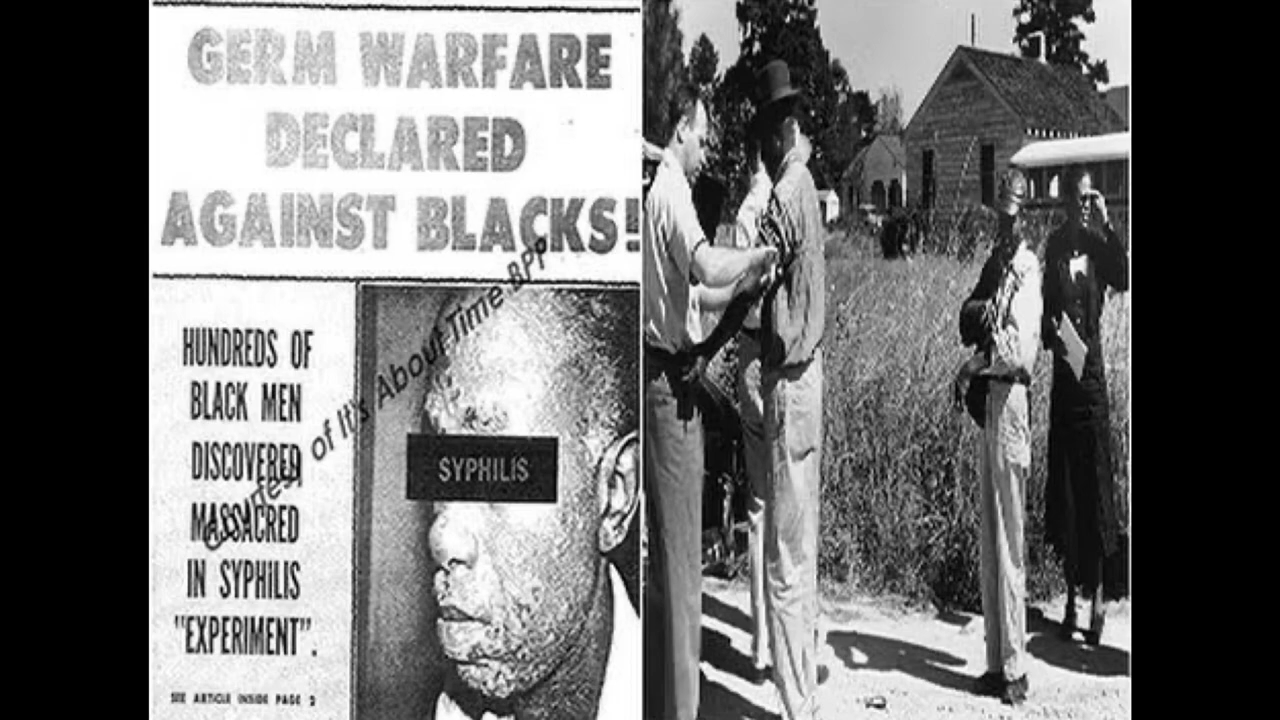 GERM WARFARE
DECLARED
AGAINST BLACKS!
HUNDREDS OF
BLACK MEN
DISCOVERED
MASSACRED
IN SYPHILIS
"EXPERIMENT".
SEE ARTICLE INSIDE PAGE 2
SYPHILIS
Courtesy of It's About Time BPP